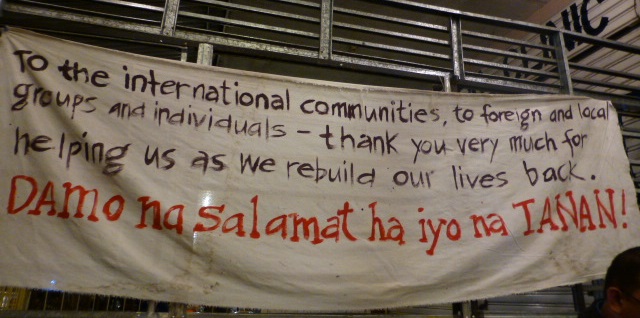 To the international communities, to foreign and local
groups and individuals - thank you very much for
helping us as we rebuild our lives back.
DAMO na salamat ha iyo na TANAN!